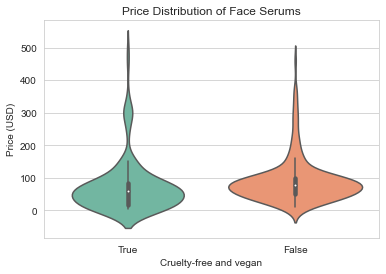 Price Distribution of Face Serums
500
400
300
200
100
0
Price (USD)
True
False
Cruelty-free and vegan